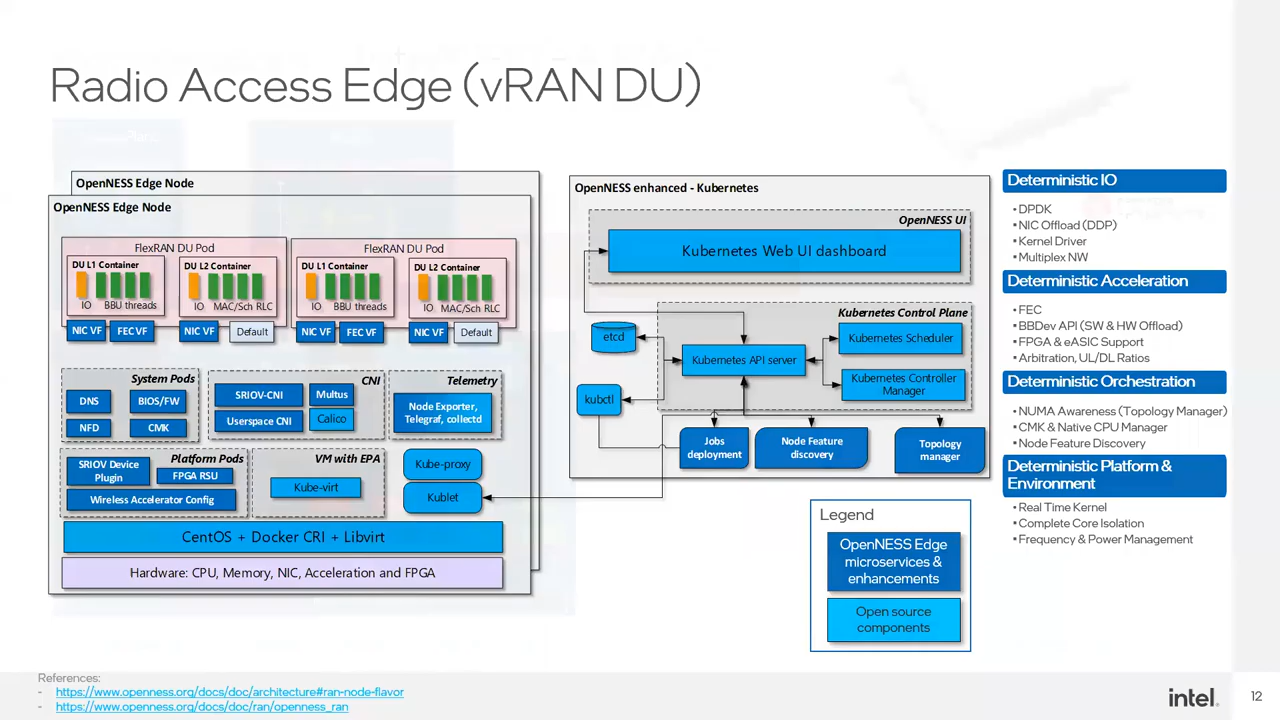 Radio Access Edge (vRAN DU)
OpenNESS Edge Node
OpenNESS Edge Node
FlexRAN DU Pod
FlexRAN DU Pod
DU L1 Container
DU L2 Container
DU L1 Container
DU L2 Container
IO BBU threads
IO MAC/Sch RLC
IO BBU threads
IO MAC/Sch RLC
NIC VF
FEC VF
NIC VF
Default
NIC VF
FEC VF
NIC VF
Default
System Pods
DNS
BIOS/FW
NFD
CMK
CNI
SRIOV-CNI
Multus
Userspace CNI
Calico
Telemetry
Node Exporter,
Telegraf, collectd
Platform Pods
SRIOV Device
Plugin
FPGA RSU
Wireless Accelerator Config
VM with EPA
Kube-virt
Kube-proxy
Kublet
CentOS + Docker CRI + Libvirt
Hardware: CPU, Memory, NIC, Acceleration and FPGA
OpenNESS enhanced - Kubernetes
OpenNESS UI
Kubernetes Web UI dashboard
Kubernetes Control Plane
etcd
kubctl
Kubernetes API server
Kubernetes Scheduler
Kubernetes Controller
Manager
Jobs
deployment
Node Feature
discovery
Topology
manager
Legend
OpenNESS Edge
microservices &
enhancements
Open source
components
Deterministic IO
• DPDK
• NIC Offload (DDP)
• Kernel Driver
• Multiplex NW
Deterministic Acceleration
• FEC
• BBDev API (SW & HW Offload)
• FPGA & eASIC Support
• Arbitration, UL/DL Ratios
Deterministic Orchestration
• NUMA Awareness (Topology Manager)
• CMK & Native CPU Manager
• Node Feature Discovery
Deterministic Platform &
Environment
• Real Time Kernel
• Complete Core Isolation
• Frequency & Power Management
References:
- https://www.openness.org/docs/doc/architecture#ran-node-flavor
- https://www.openness.org/docs/doc/ran/openness_ran
intel.
12